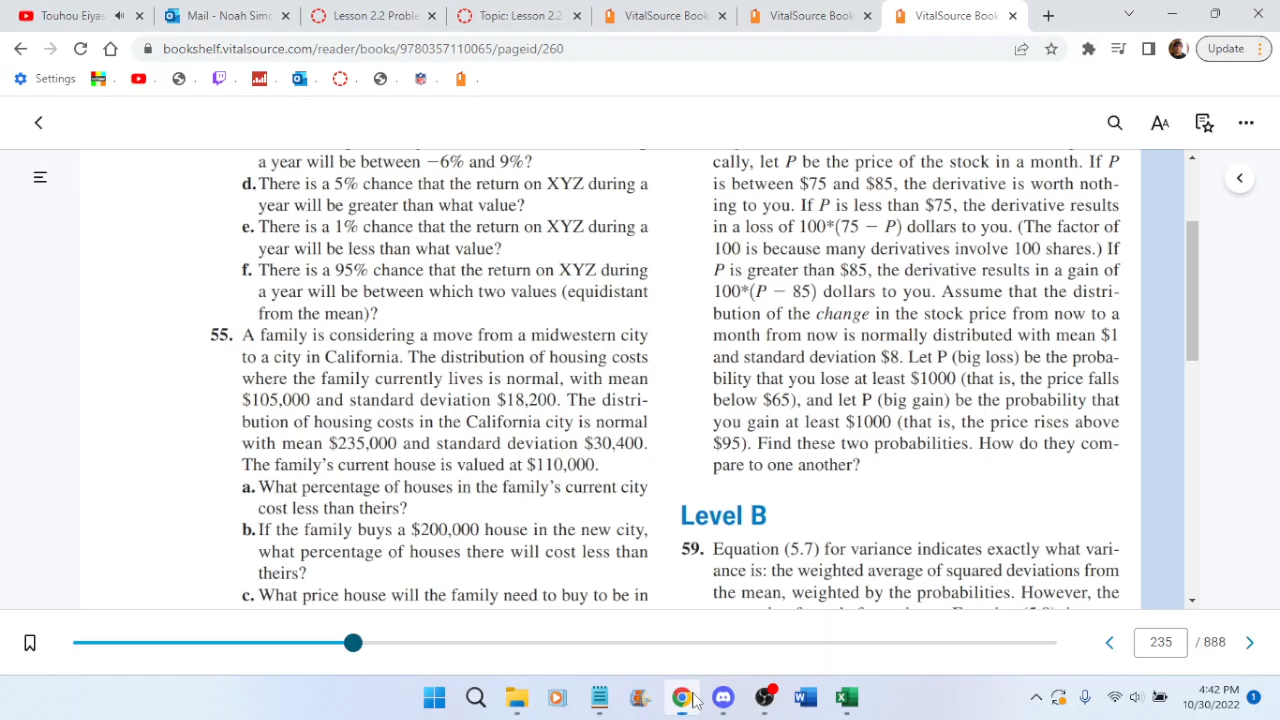 Touhou Eiyas
Mail - Noah Simo
Lesson 2.2 Proble
Topic: Lesson 2.2
VitalSource Book
VitalSource Book
VitalSource Book
bookshelf.vitalsource.com/reader/books/9780357110065/pageid/260
Update
Settings
a year will be between −6% and 9%?
d. There is a 5% chance that the return on XYZ during a
year will be greater than what value?
e. There is a 1% chance that the return on XYZ during a
year will be less than what value?
f. There is a 95% chance that the return on XYZ during
a year will be between which two values (equidistant
from the mean)?
55. A family is considering a move from a midwestern city
to a city in California. The distribution of housing costs
where the family currently lives is normal, with mean
$105,000 and standard deviation $18,200. The distri-
bution of housing costs in the California city is normal
with mean $235,000 and standard deviation $30,400.
The family's current house is valued at $110,000.
a. What percentage of houses in the family's current city
cost less than theirs?
b. If the family buys a $200,000 house in the new city,
what percentage of houses there will cost less than
theirs?
c. What price house will the family need to buy to be in
cally, let P be the price of the stock in a month. If P
is between $75 and $85, the derivative is worth noth-
ing to you. If P is less than $75, the derivative results
in a loss of 100*(75 − P) dollars to you. (The factor of
100 is because many derivatives involve 100 shares.) If
P is greater than $85, the derivative results in a gain of
100*(P − 85) dollars to you. Assume that the distri-
bution of the change in the stock price from now to a
month from now is normally distributed with mean $1
and standard deviation $8. Let P (big loss) be the proba-
bility that you lose at least $1000 (that is, the price falls
below $65), and let P (big gain) be the probability that
you gain at least $1000 (that is, the price rises above
$95). Find these two probabilities. How do they com-
pare to one another?
Level B
59. Equation (5.7) for variance indicates exactly what vari-
ance is: the weighted average of squared deviations from
the mean, weighted by the probabilities. However, the
235 / 888
4:42 PM
10/30/2022
1